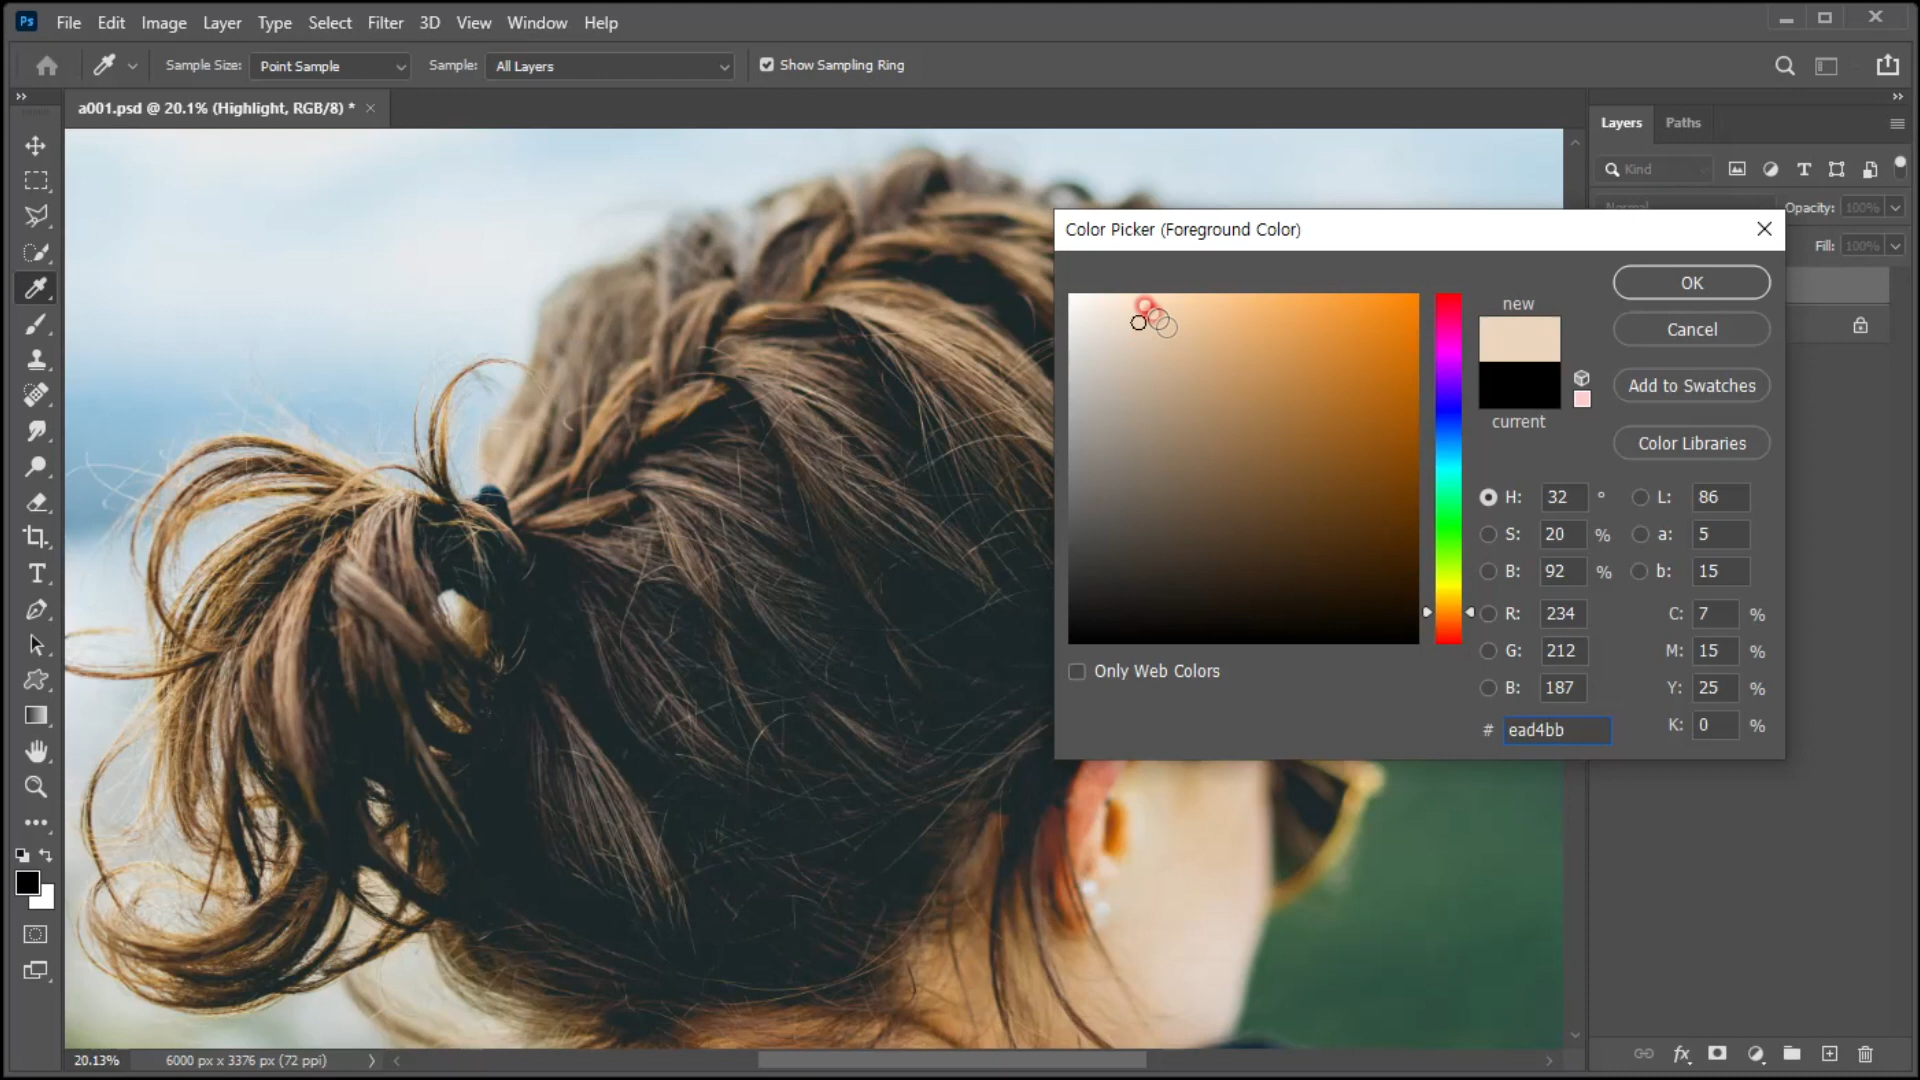 Ps File Edit Image Layer Type Select Filter 3D View Window Help
Sample Size: Point Sample Sample: All Layers Show Sampling Ring
a001.psd @ 20.1% (Highlight, RGB/8) *
Layers Paths
Kind
Normal Opacity: 100%
Fill: 100%
Color Picker (Foreground Color)
new
current
OK
Cancel
Add to Swatches
Color Libraries
H: 32 ° L: 86
S: 20 % a: 5
B: 92 % b: 15
R: 234 C: 7 %
G: 212 M: 15 %
B: 187 Y: 25 %
# ead4bb K: 0 %
Only Web Colors
20.13% 6000 px x 3376 px (72 ppi)